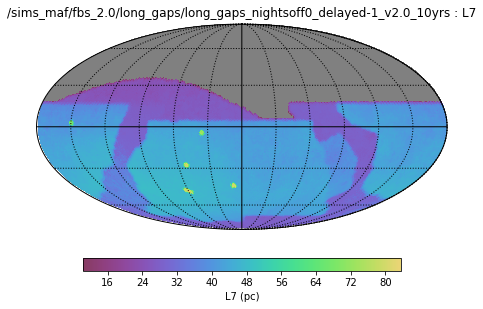 /sims_maf/fbs_2.0/long_gaps/long_gaps_nightsoff0_delayed-1_v2.0_10yrs : L7
16 24 32 40 48 56 64 72 80
L7 (pc)